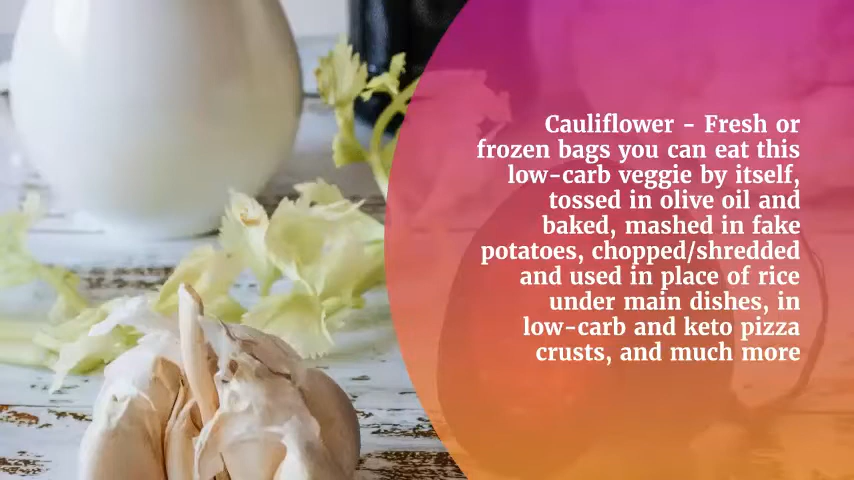 Cauliflower - Fresh or
frozen bags you can eat this
low-carb veggie by itself,
tossed in olive oil and
baked, mashed in fake
potatoes, chopped/shredded
and used in place of rice
under main dishes, in
low-carb and keto pizza
crusts, and much more